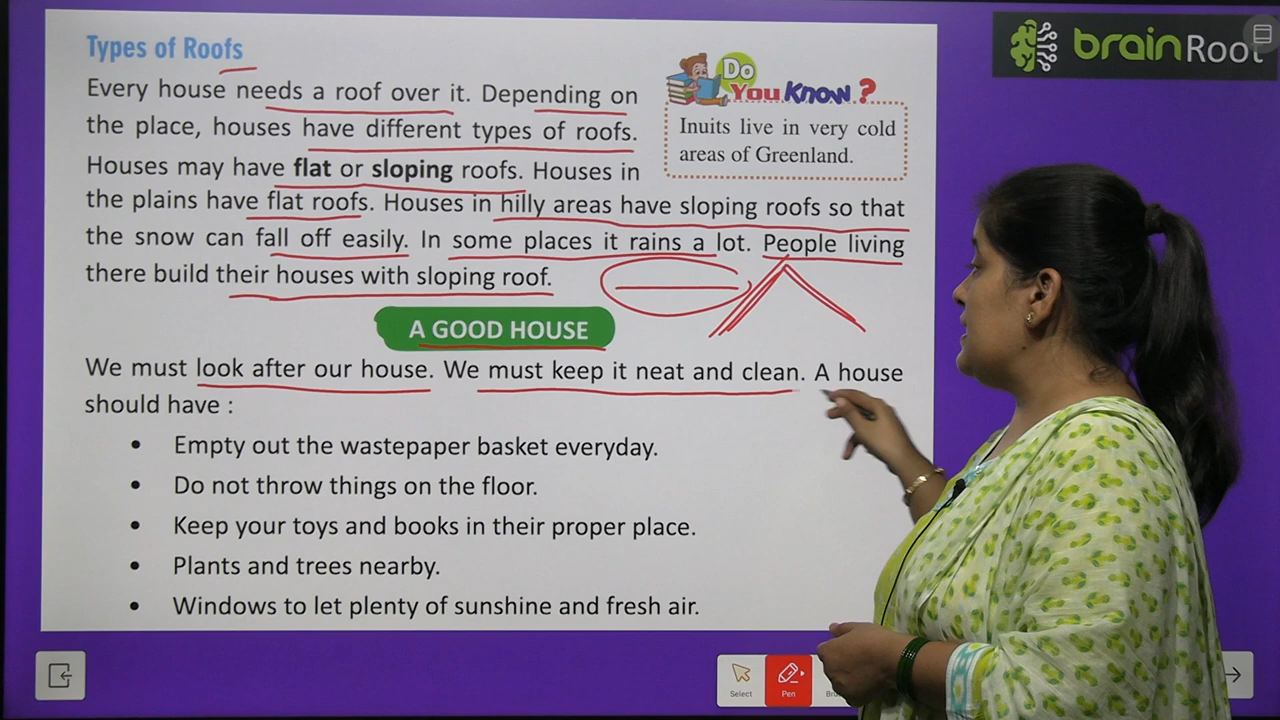 Types of Roofs
Every house needs a roof over it. Depending on
the place, houses have different types of roofs.
Houses may have flat or sloping roofs. Houses in
the plains have flat roofs. Houses in hilly areas have sloping roofs so that
the snow can fall off easily. In some places it rains a lot. People living
there build their houses with sloping roof.
Do
You Know ?
Inuits live in very cold
areas of Greenland.
brainRoot
A GOOD HOUSE
We must look after our house. We must keep it neat and clean. A house
should have :
• Empty out the wastepaper basket everyday.
• Do not throw things on the floor.
• Keep your toys and books in their proper place.
• Plants and trees nearby.
• Windows to let plenty of sunshine and fresh air.
Select
Pen